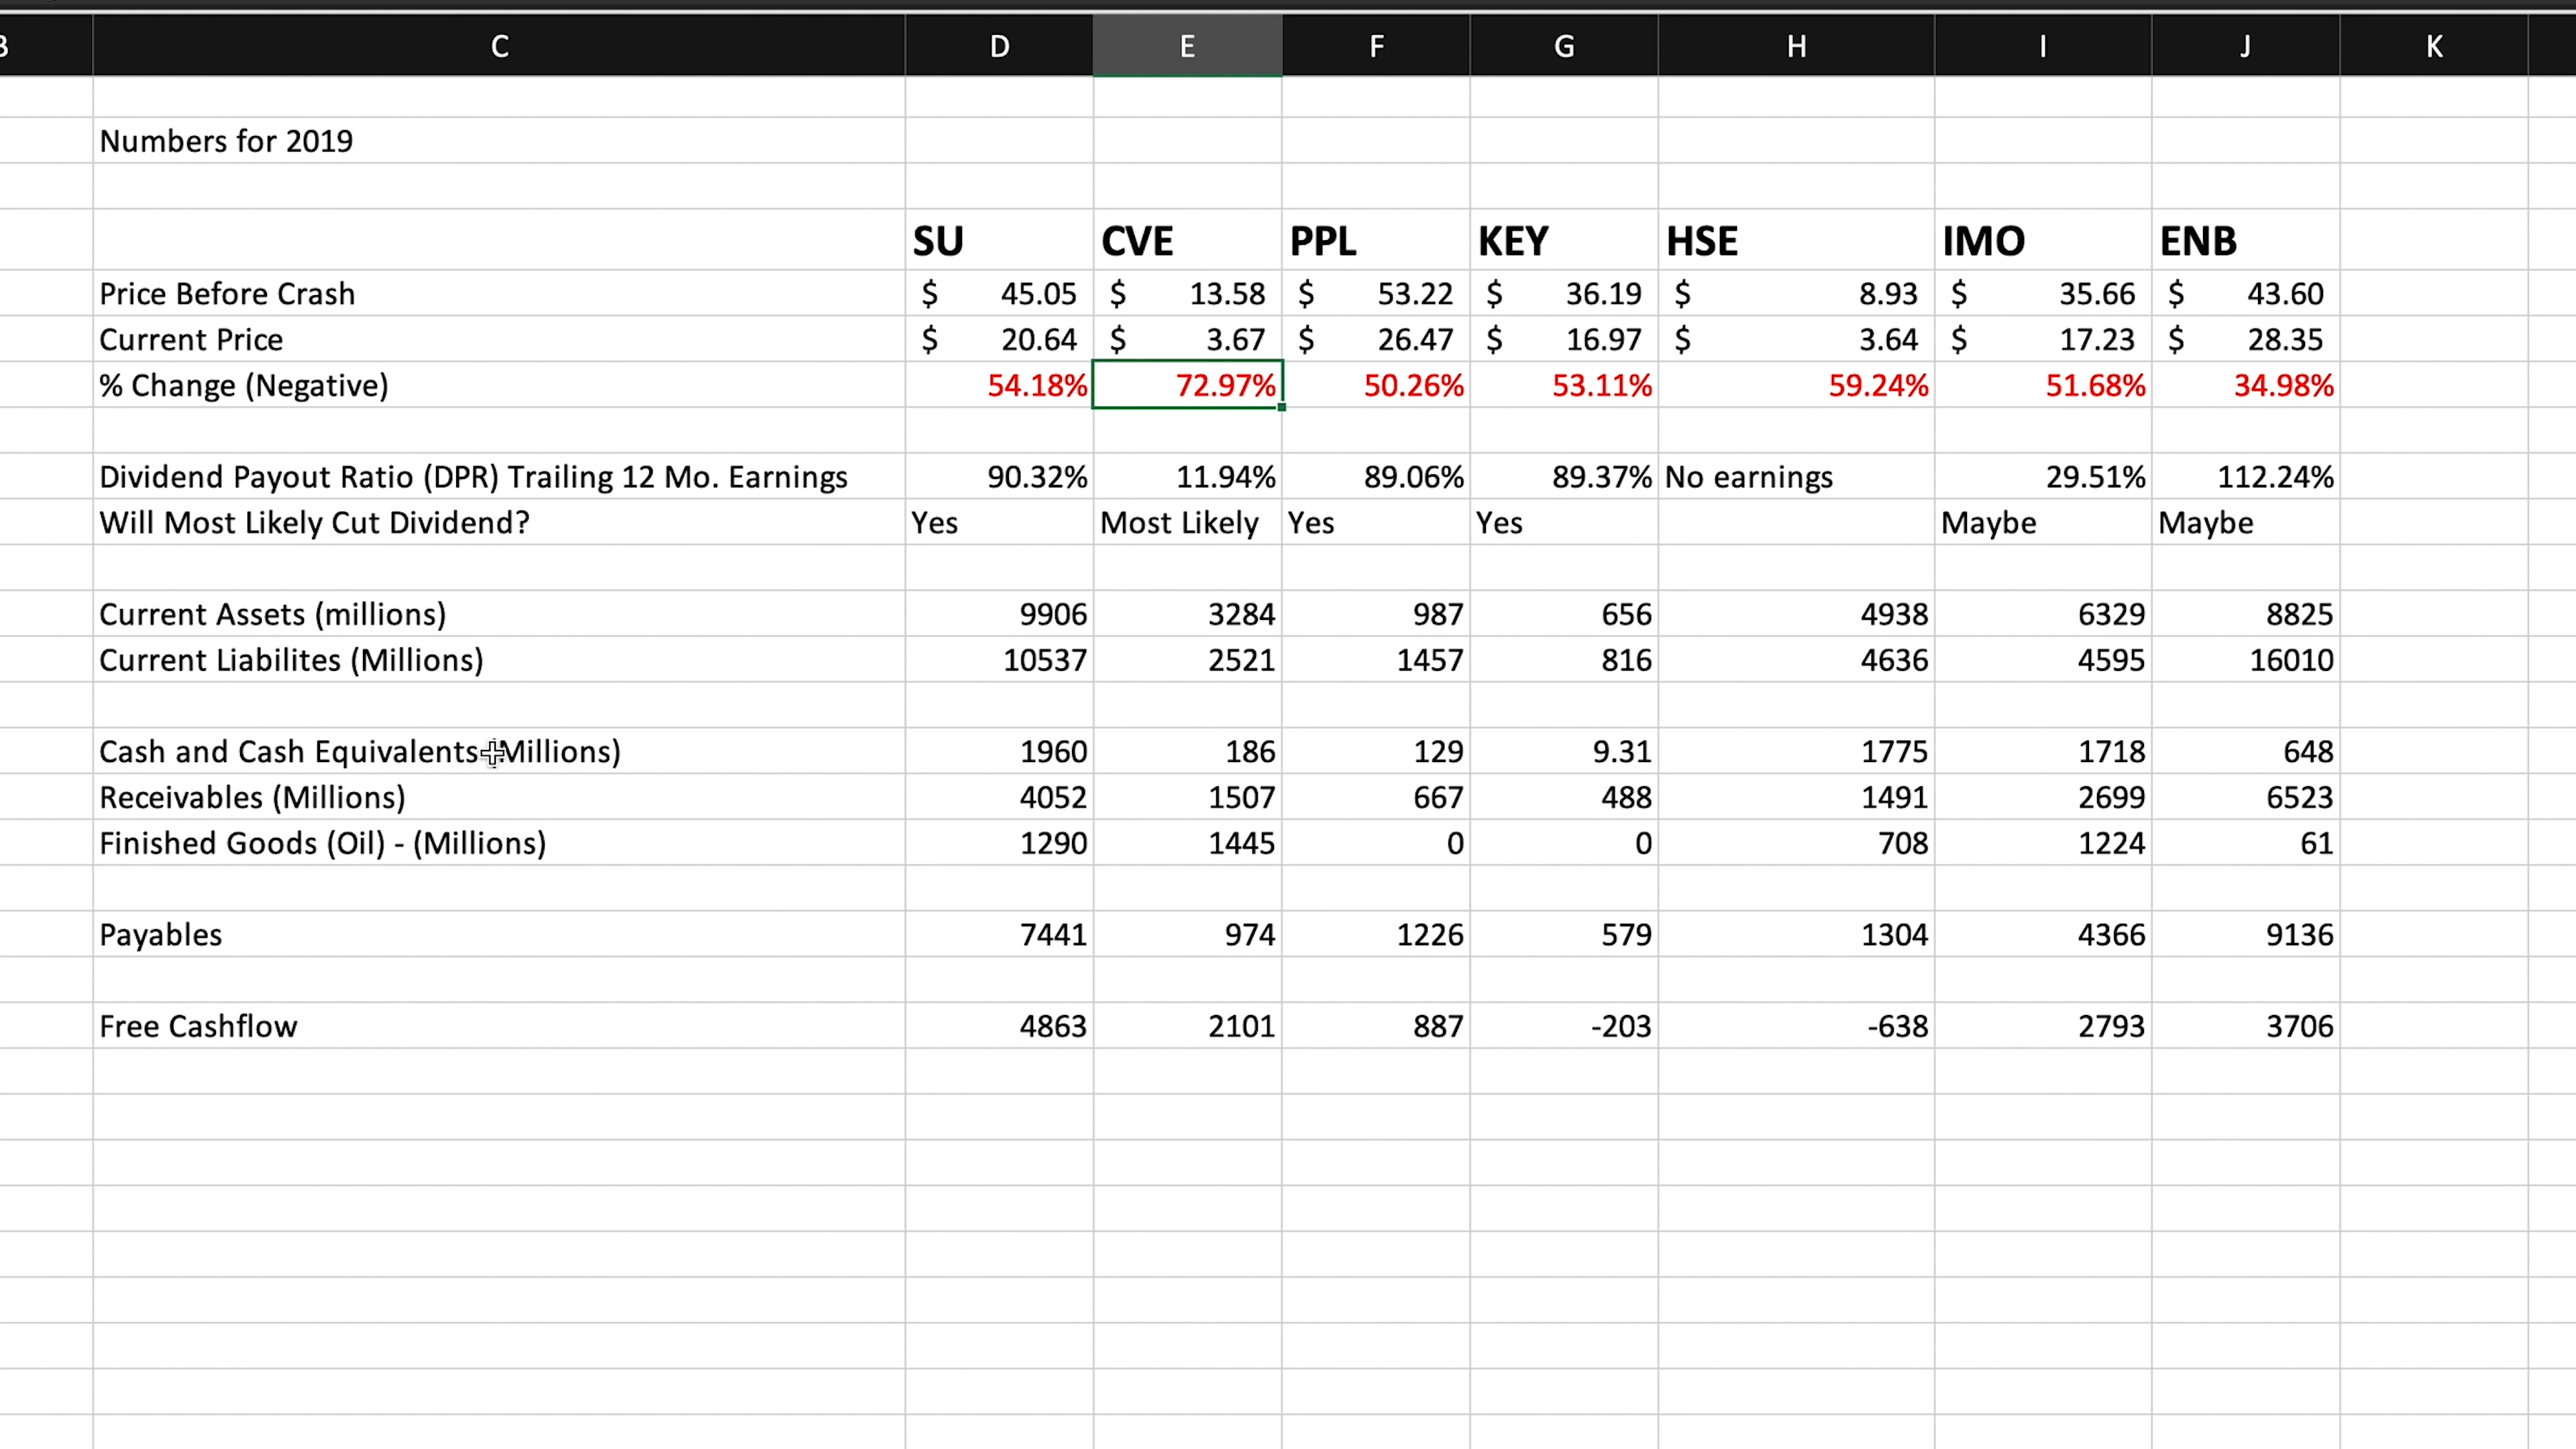 B C D E F G H I J K
Numbers for 2019
SU CVE PPL KEY HSE IMO ENB
Price Before Crash $ 45.05 $ 13.58 $ 53.22 $ 36.19 $ 8.93 $ 35.66 $ 43.60
Current Price $ 20.64 $ 3.67 $ 26.47 $ 16.97 $ 3.64 $ 17.23 $ 28.35
% Change (Negative) 54.18% 72.97% 50.26% 53.11% 59.24% 51.68% 34.98%
Dividend Payout Ratio (DPR) Trailing 12 Mo. Earnings 90.32% 11.94% 89.06% 89.37% No earnings 29.51% 112.24%
Will Most Likely Cut Dividend? Yes Most Likely Yes Yes Maybe Maybe
Current Assets (millions) 9906 3284 987 656 4938 6329 8825
Current Liabilites (Millions) 10537 2521 1457 816 4636 4595 16010
Cash and Cash Equivalents (Millions) 1960 186 129 9.31 1775 1718 648
Receivables (Millions) 4052 1507 667 488 1491 2699 6523
Finished Goods (Oil) - (Millions) 1290 1445 0 0 708 1224 61
Payables 7441 974 1226 579 1304 4366 9136
Free Cashflow 4863 2101 887 -203 -638 2793 3706